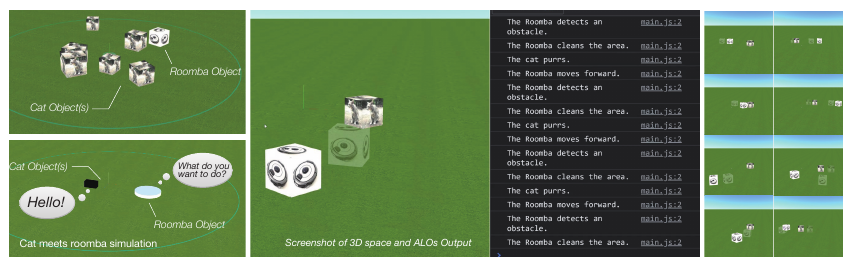 Roomba Object
Cat Object(s)
Cat Object(s)
What do you
want to do?
Hello!
Roomba Object
Cat meets roomba simulation
Screenshot of 3D space and ALOs Output
The Roomba detects an main.js:2
obstacle.
The Roomba cleans the area. main.js:2
The cat purrs. main.js:2
The Roomba moves forward. main.js:2
The Roomba detects an main.js:2
obstacle.
The Roomba cleans the area. main.js:2
The cat purrs. main.js:2
The Roomba moves forward. main.js:2
The Roomba detects an main.js:2
obstacle.
The Roomba cleans the area. main.js:2
The cat purrs. main.js:2
The Roomba moves forward. main.js:2
The Roomba detects an main.js:2
obstacle.
The Roomba cleans the area. main.js:2
>